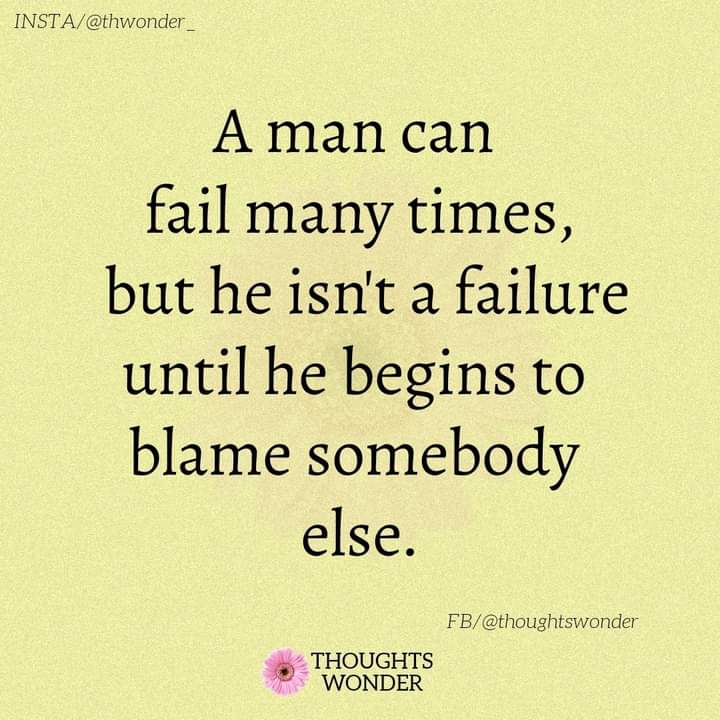 INSTA/@thwonder_
A man can
fail many times,
but he isn't a failure
until he begins to
blame somebody
else.
FB/@thoughtswonder
THOUGHTS
WONDER